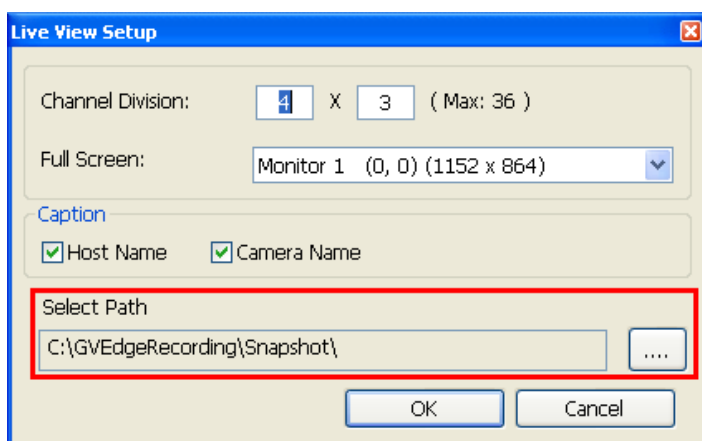 Live View Setup
Channel Division: 4 X 3 ( Max: 36 )
Full Screen: Monitor 1 (0, 0) (1152 x 864)
Caption
Host Name Camera Name
Select Path
C:\GVEdgeRecording\Snapshot\ ....
OK Cancel